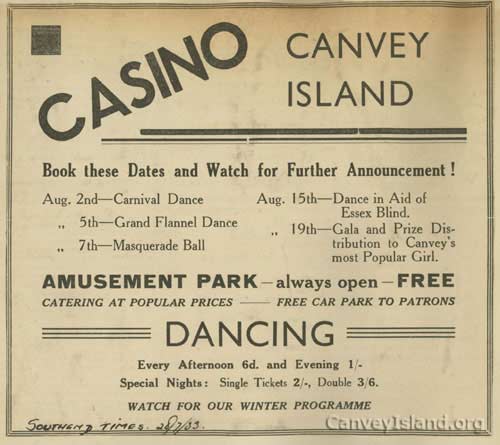 CASINO
CANVEY
ISLAND
Book these Dates and Watch for Further Announcement !
Aug. 2nd—Carnival Dance
„ 5th—Grand Flannel Dance
„ 7th—Masquerade Ball
Aug. 15th—Dance in Aid of
Essex Blind.
„ 19th—Gala and Prize Dis-
tribution to Canvey's
most Popular Girl.
AMUSEMENT PARK — always open — FREE
CATERING AT POPULAR PRICES —— FREE CAR PARK TO PATRONS
DANCING
Every Afternoon 6d. and Evening 1/-
Special Nights : Single Tickets 2/-, Double 3/6.
WATCH FOR OUR WINTER PROGRAMME
Southend Times. 26/7/33.
CanveyIsland.org